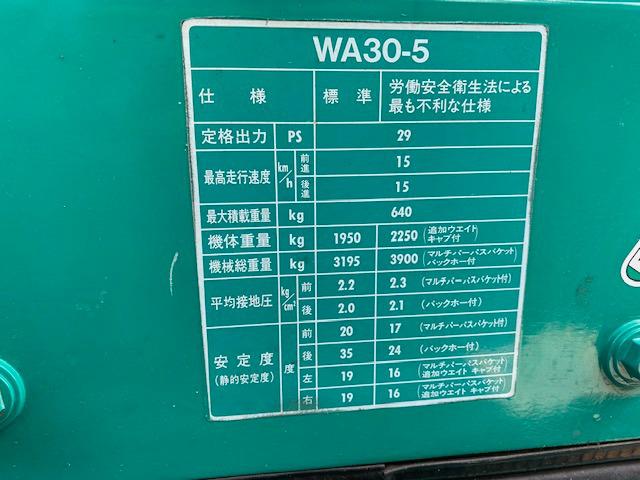 WA30-5
仕様 標準 労働安全衛生法による
最も不利な仕様
定格出力 PS 29
最高走行速度 km/h 前進 15
後進 15
最大積載重量 kg 640
機体重量 kg 1950 2250 (追加ウエイト キャブ付)
機械総重量 kg 3195 3900 (マルチパーパスバケット バックホー付)
平均接地圧 kg/cm² 前 2.2 2.3 (マルチパーパスバケット付)
後 2.0 2.1 (バックホー付)
安定度 (静的安定度) 度 前 20 17 (マルチパーパスバケット付)
後 35 24 (バックホー付)
左 19 16 (マルチパーパスバケット 追加ウエイト キャブ付)
右 19 16 (マルチパーパスバケット 追加ウエイト キャブ付)